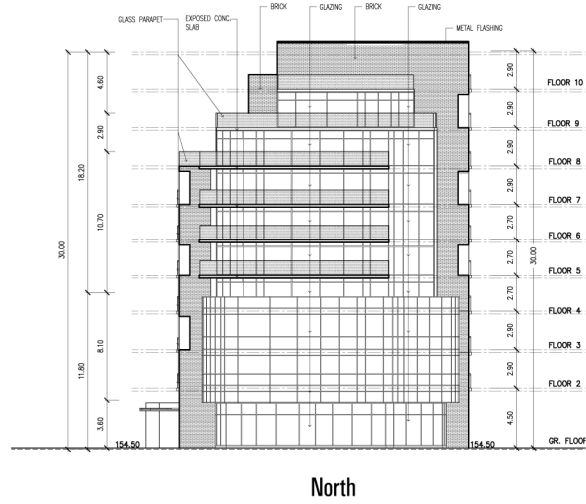 BRICK GLAZING BRICK GLAZING
GLASS PARAPET EXPOSED CONC. SLAB
METAL FLASHING
FLOOR 10
FLOOR 9
FLOOR 8
FLOOR 7
FLOOR 6
FLOOR 5
FLOOR 4
FLOOR 3
FLOOR 2
GR. FLOOR
4.60
2.90
18.20
10.70
30.00
8.10
11.60
3.60
154.50
2.90
2.90
2.90
2.90
2.70
2.70
2.70
2.90
2.90
4.50
30.00
154.50
North